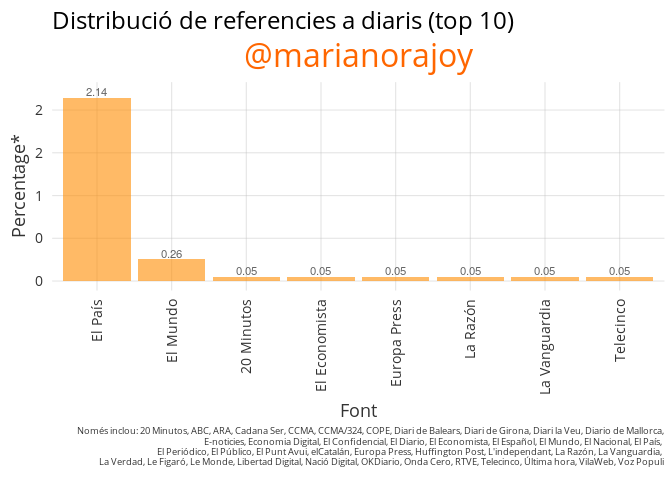 Distribució de referencies a diaris (top 10)
@marianorajoy
Percentage*
2
2
1
0
0
2.14
0.26
0.05
0.05
0.05
0.05
0.05
0.05
El País
El Mundo
20 Minutos
El Economista
Europa Press
La Razón
La Vanguardia
Telecinco
Font
Només inclou: 20 Minutos, ABC, ARA, Cadana Ser, CCMA, CCMA/324, COPE, Diari de Balears, Diari de Girona, Diari la Veu, Diario de Mallorca,
E-noticies, Economia Digital, El Confidencial, El Diario, El Economista, El Español, El Mundo, El Nacional, El País,
El Periódico, El Público, El Punt Avui, elCatalán, Europa Press, Huffington Post, L'independant, La Razón, La Vanguardia,
La Verdad, Le Figaró, Le Monde, Libertad Digital, Nació Digital, OKDiario, Onda Cero, RTVE, Telecinco, Última hora, VilaWeb, Voz Populi